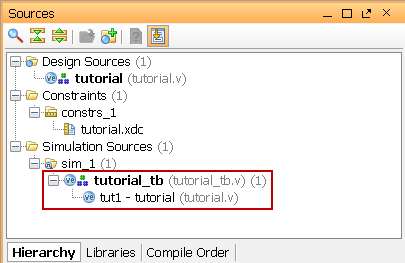 Sources
Design Sources (1)
tutorial (tutorial.v)
Constraints (2)
constrs_1
tutorial.xdc
Simulation Sources (1)
sim_1 (1)
tutorial_tb (tutorial_tb.v) (1)
tut1 - tutorial (tutorial.v)
Hierarchy Libraries Compile Order